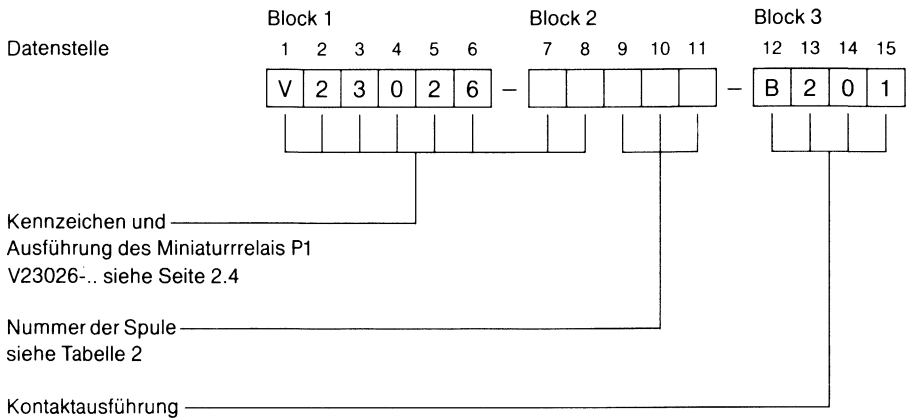 Block 1 Block 2 Block 3
Datenstelle 1 2 3 4 5 6 7 8 9 10 11 12 13 14 15
V 2 3 0 2 6 – – B 2 0 1
Kennzeichen und
Ausführung des Miniaturrrelais P1
V23026-.. siehe Seite 2.4
Nummer der Spule
siehe Tabelle 2
Kontaktausführung